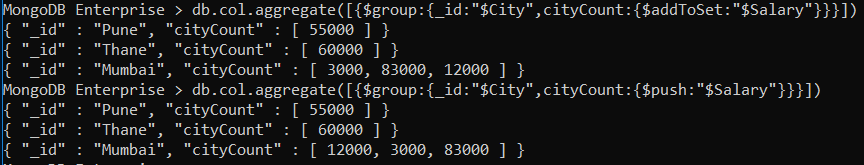 MongoDB Enterprise > db.col.aggregate([{$group:{_id:"$City",cityCount:{$addToSet:"$Salary"}}}])
{ "_id" : "Pune", "cityCount" : [ 55000 ] }
{ "_id" : "Thane", "cityCount" : [ 60000 ] }
{ "_id" : "Mumbai", "cityCount" : [ 3000, 83000, 12000 ] }
MongoDB Enterprise > db.col.aggregate([{$group:{_id:"$City",cityCount:{$push:"$Salary"}}}])
{ "_id" : "Pune", "cityCount" : [ 55000 ] }
{ "_id" : "Thane", "cityCount" : [ 60000 ] }
{ "_id" : "Mumbai", "cityCount" : [ 12000, 3000, 83000 ] }